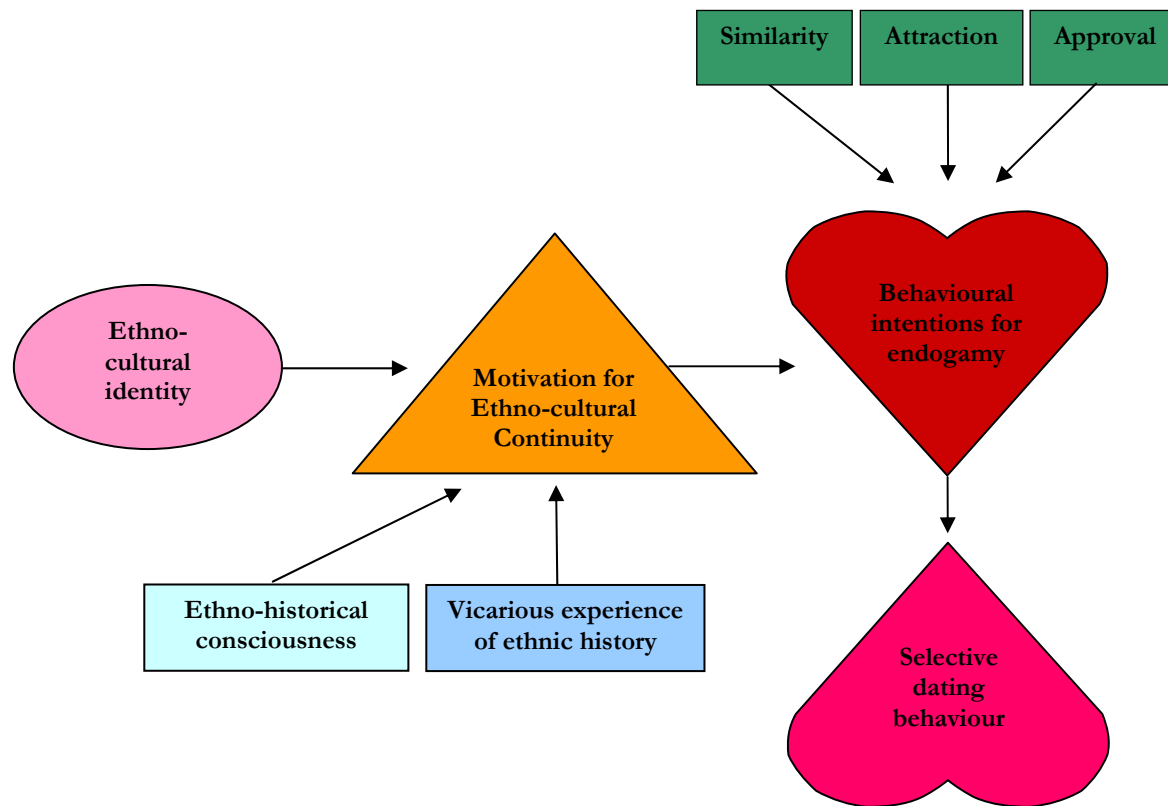 Similarity
Attraction
Approval
Behavioural
intentions for
endogamy
Ethno-
cultural
identity
Motivation for
Ethno-cultural
Continuity
Ethno-historical
consciousness
Vicarious experience
of ethnic history
Selective
dating
behaviour